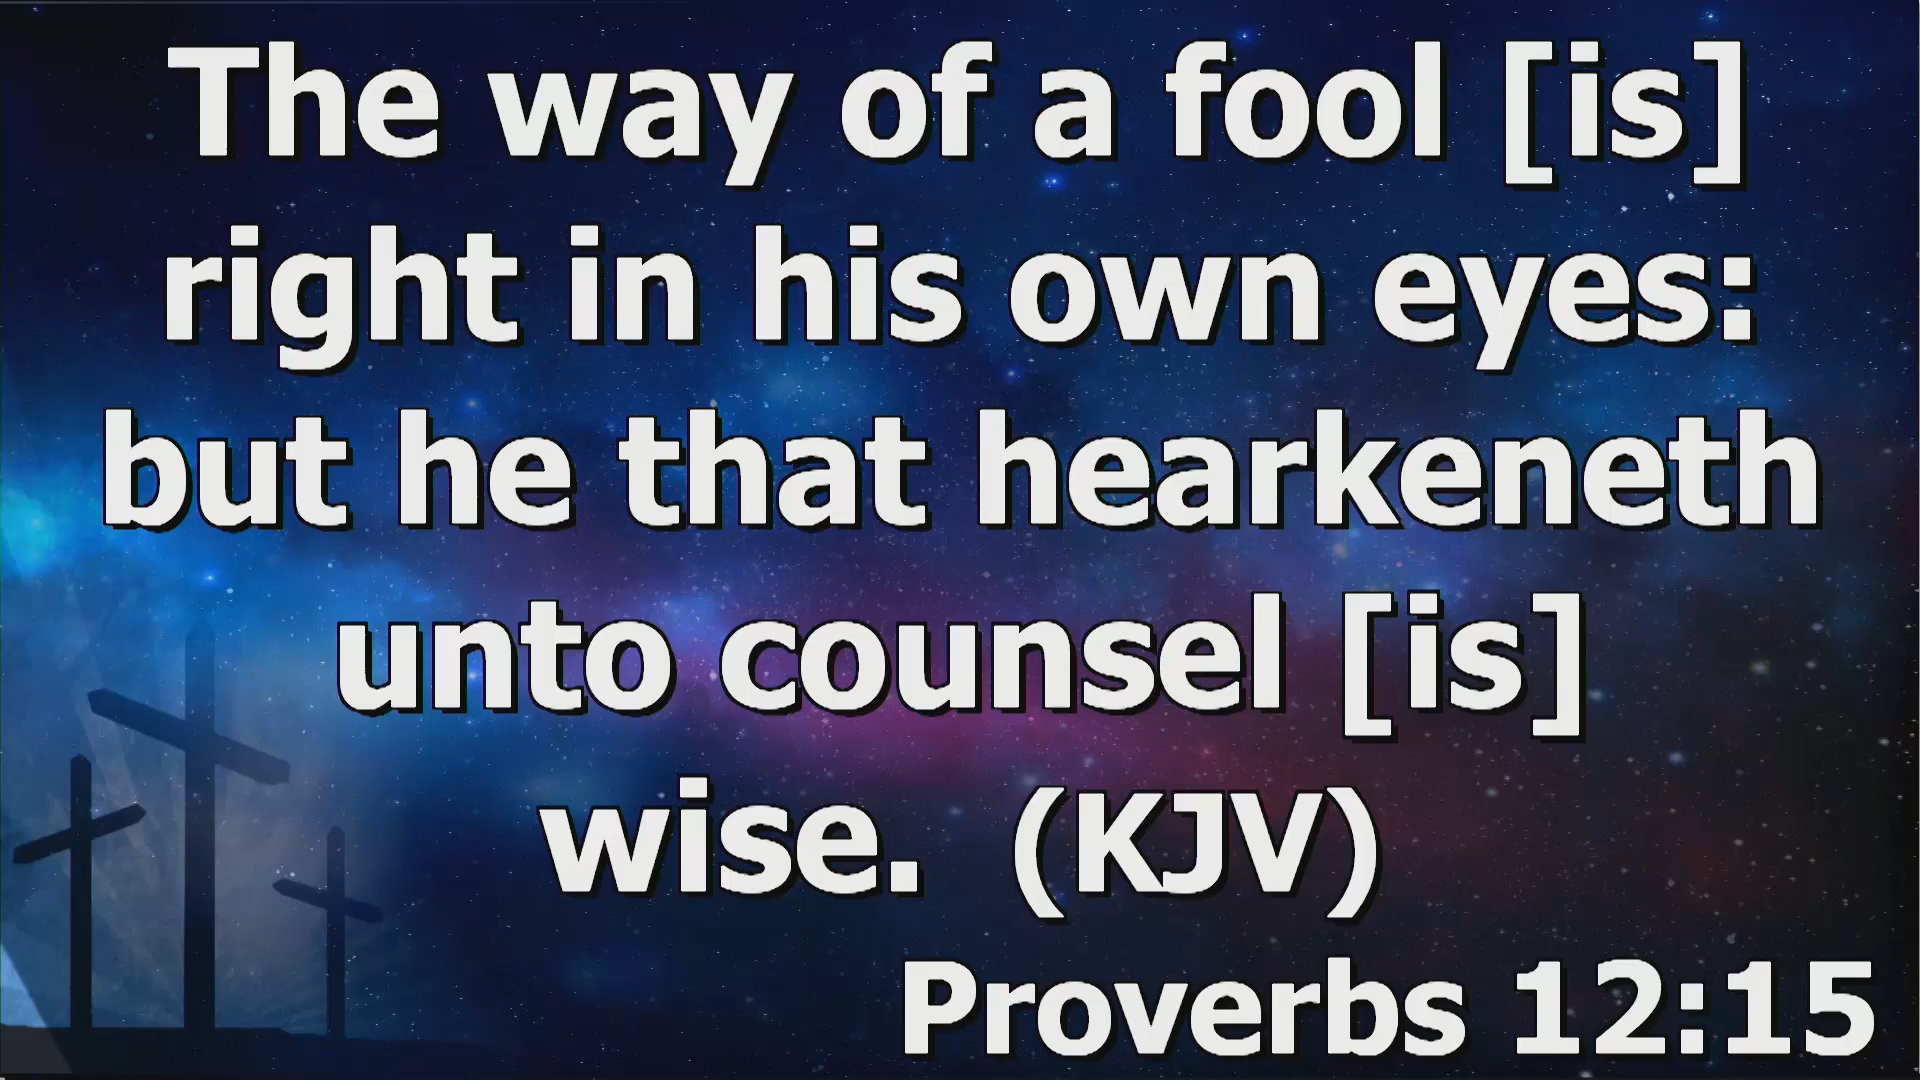 The way of a fool [is]
right in his own eyes:
but he that hearkeneth
unto counsel [is]
wise.  (KJV)
Proverbs 12:15